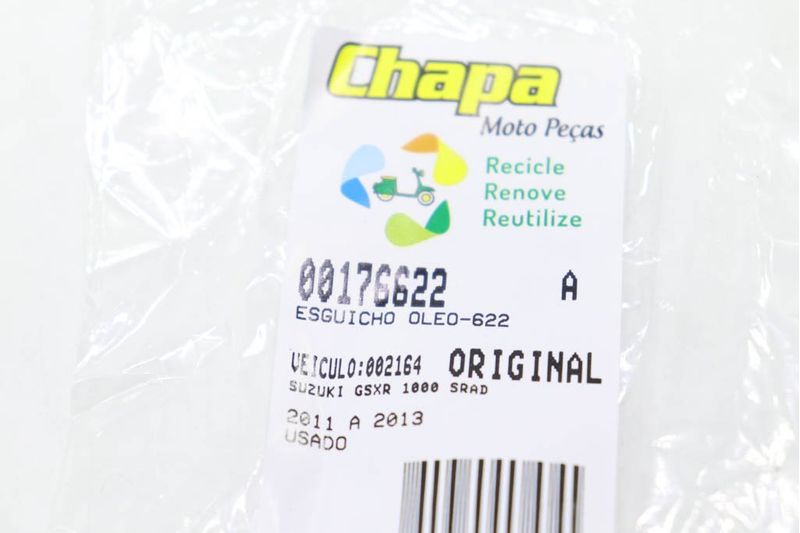 Chapa
Moto Peças
Recicle
Renove
Reutilize
00176622 A
ESGUICHO OLEO-622
VEICULO:002164 ORIGINAL
SUZUKI GSXR 1000 SRAD
2011 A 2013
USADO